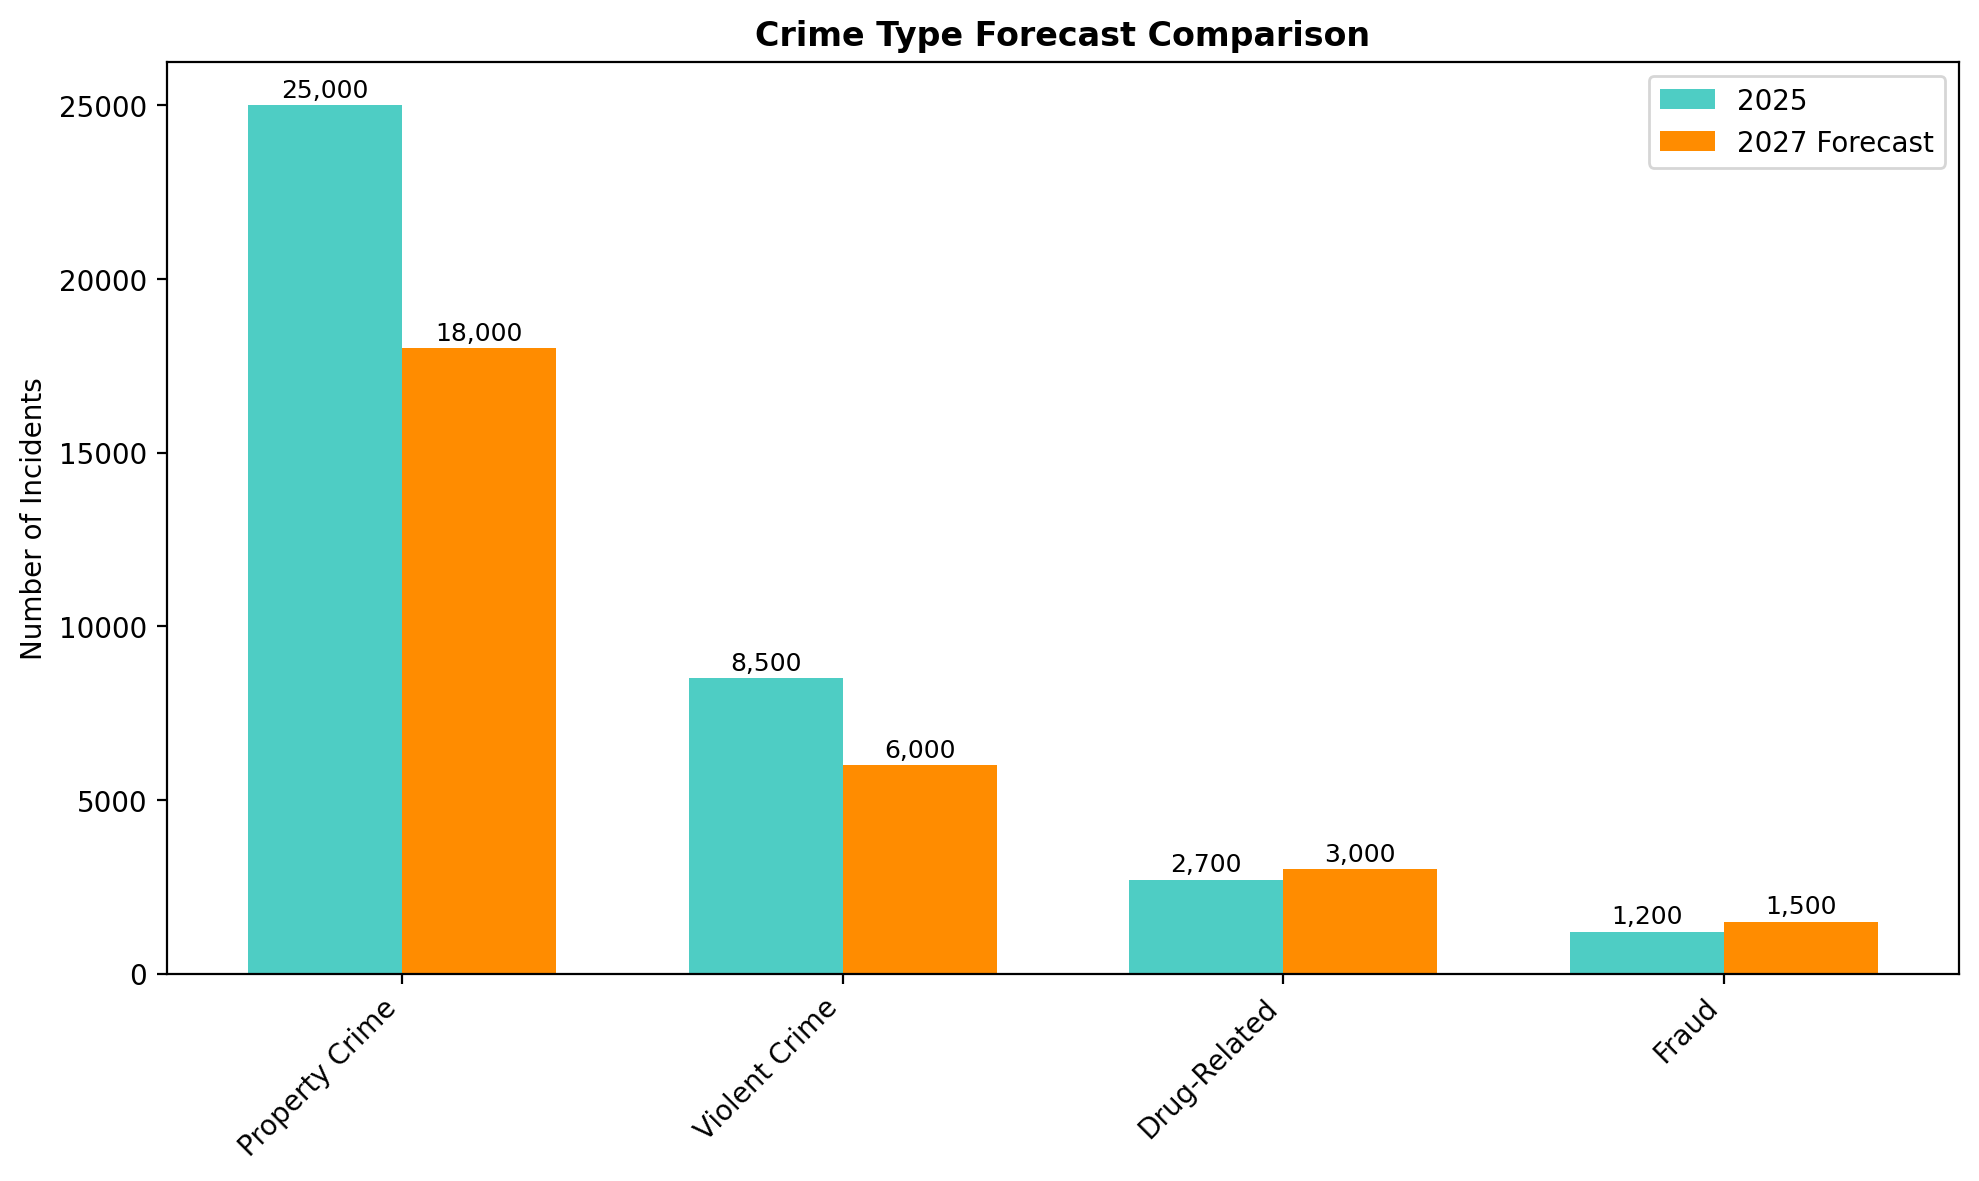 Crime Type Forecast Comparison
2025
2027 Forecast
Number of Incidents
25000
20000
15000
10000
5000
0
25,000
18,000
8,500
6,000
2,700
3,000
1,200
1,500
Property Crime
Violent Crime
Drug-Related
Fraud